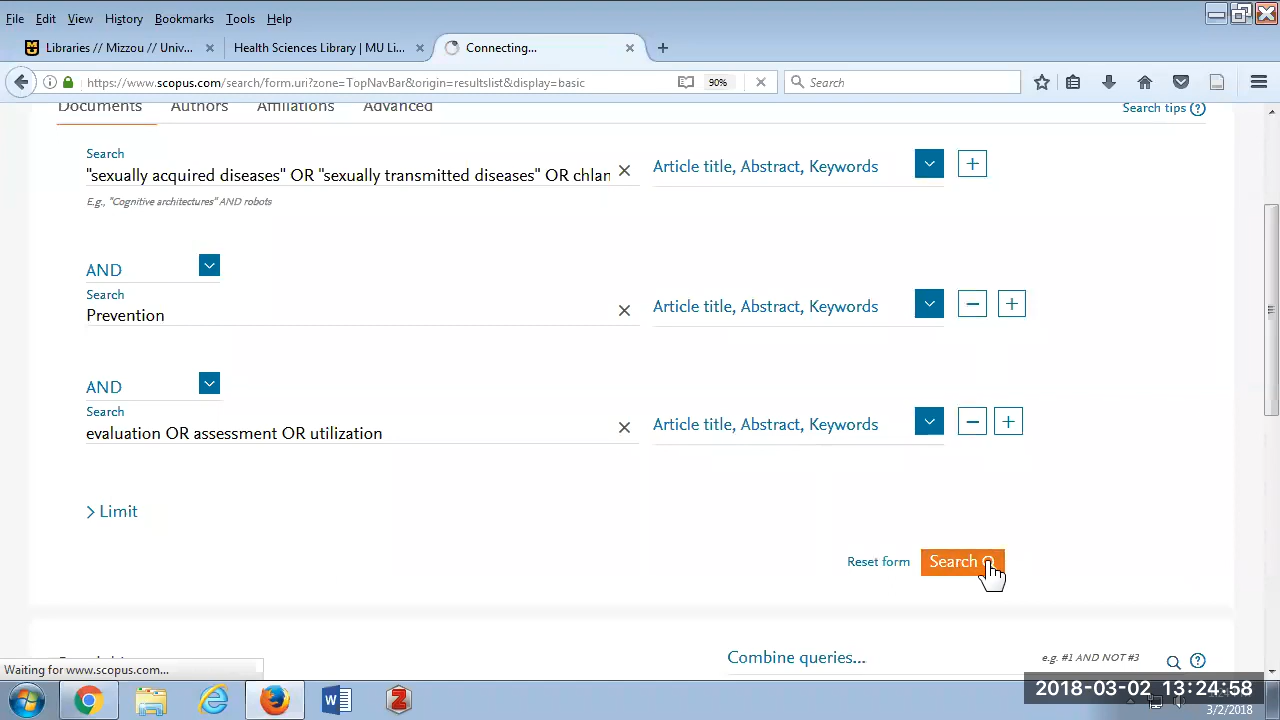 File Edit View History Bookmarks Tools Help
Libraries // Mizzou // Univ...
Health Sciences Library | MU Li...
Connecting...
https://www.scopus.com/search/form.uri?zone=TopNavBar&origin=resultslist&display=basic
90%
Search
Documents Authors Affiliations Advanced
Search tips
Search
"sexually acquired diseases" OR "sexually transmitted diseases" OR chlan
Article title, Abstract, Keywords
E.g., "Cognitive architectures" AND robots
AND
Search
Prevention
Article title, Abstract, Keywords
AND
Search
evaluation OR assessment OR utilization
Article title, Abstract, Keywords
> Limit
Reset form
Search
Combine queries...
e.g. #1 AND NOT #3
Waiting for www.scopus.com...
2018-03-02 13:24:58
3/2/2018